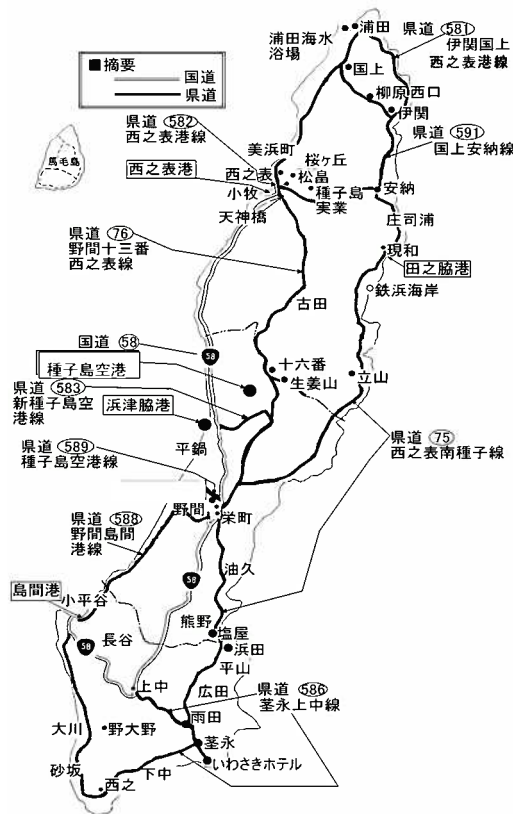 ■摘要
国道
県道
浦田海水
浴場
浦田
国上
県道 581
伊関国上
西之表港線
柳原西口
伊関
県道 582
西之表港線
美浜町
県道 591
国上安納線
馬毛島
西之表港
西之表
小牧
天神橋
桜ヶ丘
松畠
種子島
実業
安納
庄司浦
現和
田之脇港
鉄浜海岸
県道 76
野間十三番
西之表線
古田
国道 58
58
種子島空港
十六番
生姜山
立山
県道 583
新種子島空
港線
浜津脇港
平鍋
県道 75
西之表南種子線
県道 589
種子島空港線
野間
栄町
県道 588
野間島間
港線
油久
58
島間港
小平谷
58
長谷
熊野
塩屋
浜田
平山
上中
広田
県道 586
茎永上中線
大川
野大野
雨田
茎永
砂坂
下中
いわさきホテル
西之